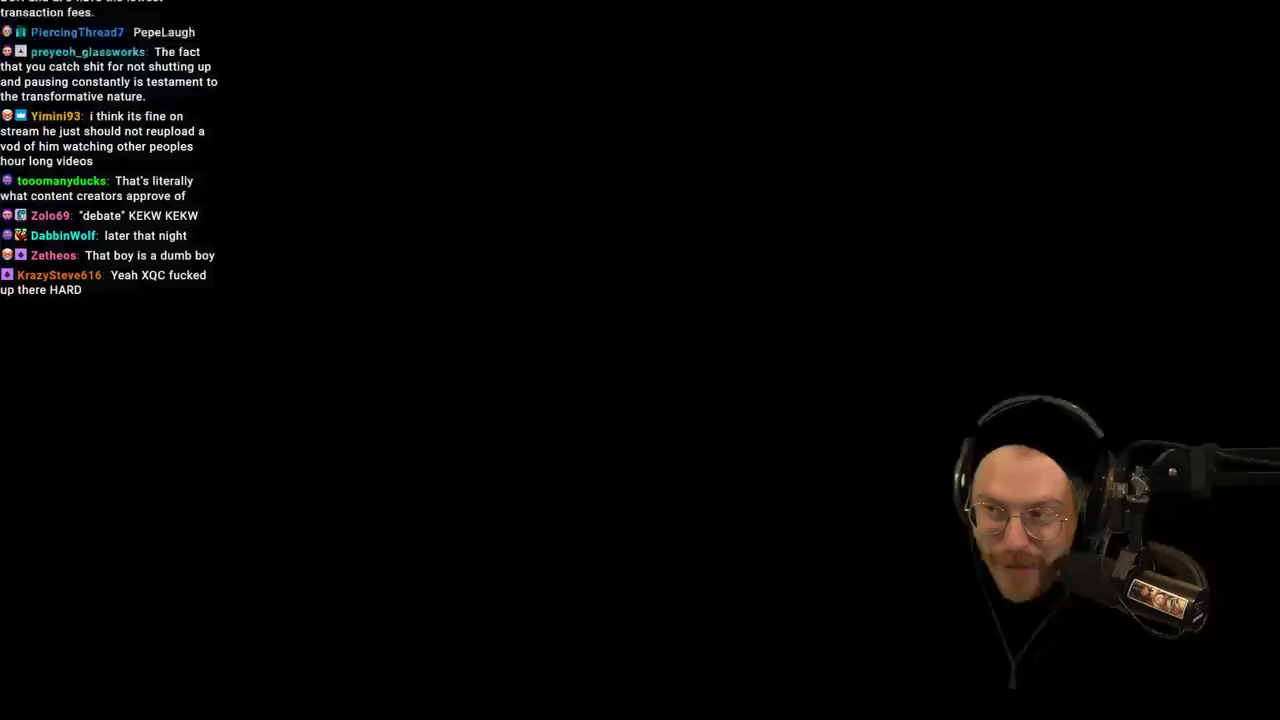 transaction fees.
PiercingThread7: PepeLaugh
preyeoh_glassworks: The fact
that you catch shit for not shutting up
and pausing constantly is testament to
the transformative nature.
Yimini93: i think its fine on
stream he just should not reupload a
vod of him watching other peoples
hour long videos
tooomanyducks: That's literally
what content creators approve of
Zolo69: "debate" KEKW KEKW
DabbinWolf: later that night
Zetheos: That boy is a dumb boy
KrazySteve616: Yeah XQC fucked
up there HARD